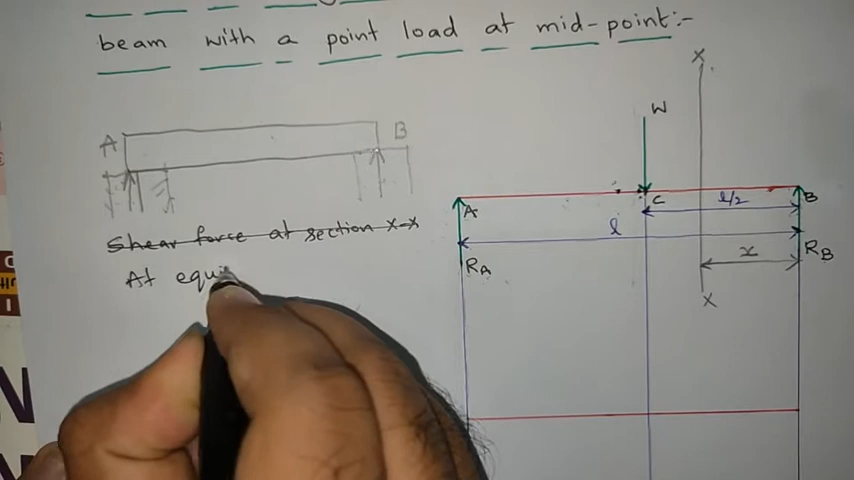 beam with a point load at mid-point:-
A B
Shear force at section X-X
At equi
X
W
A C l/2 B
l
RA x RB
X